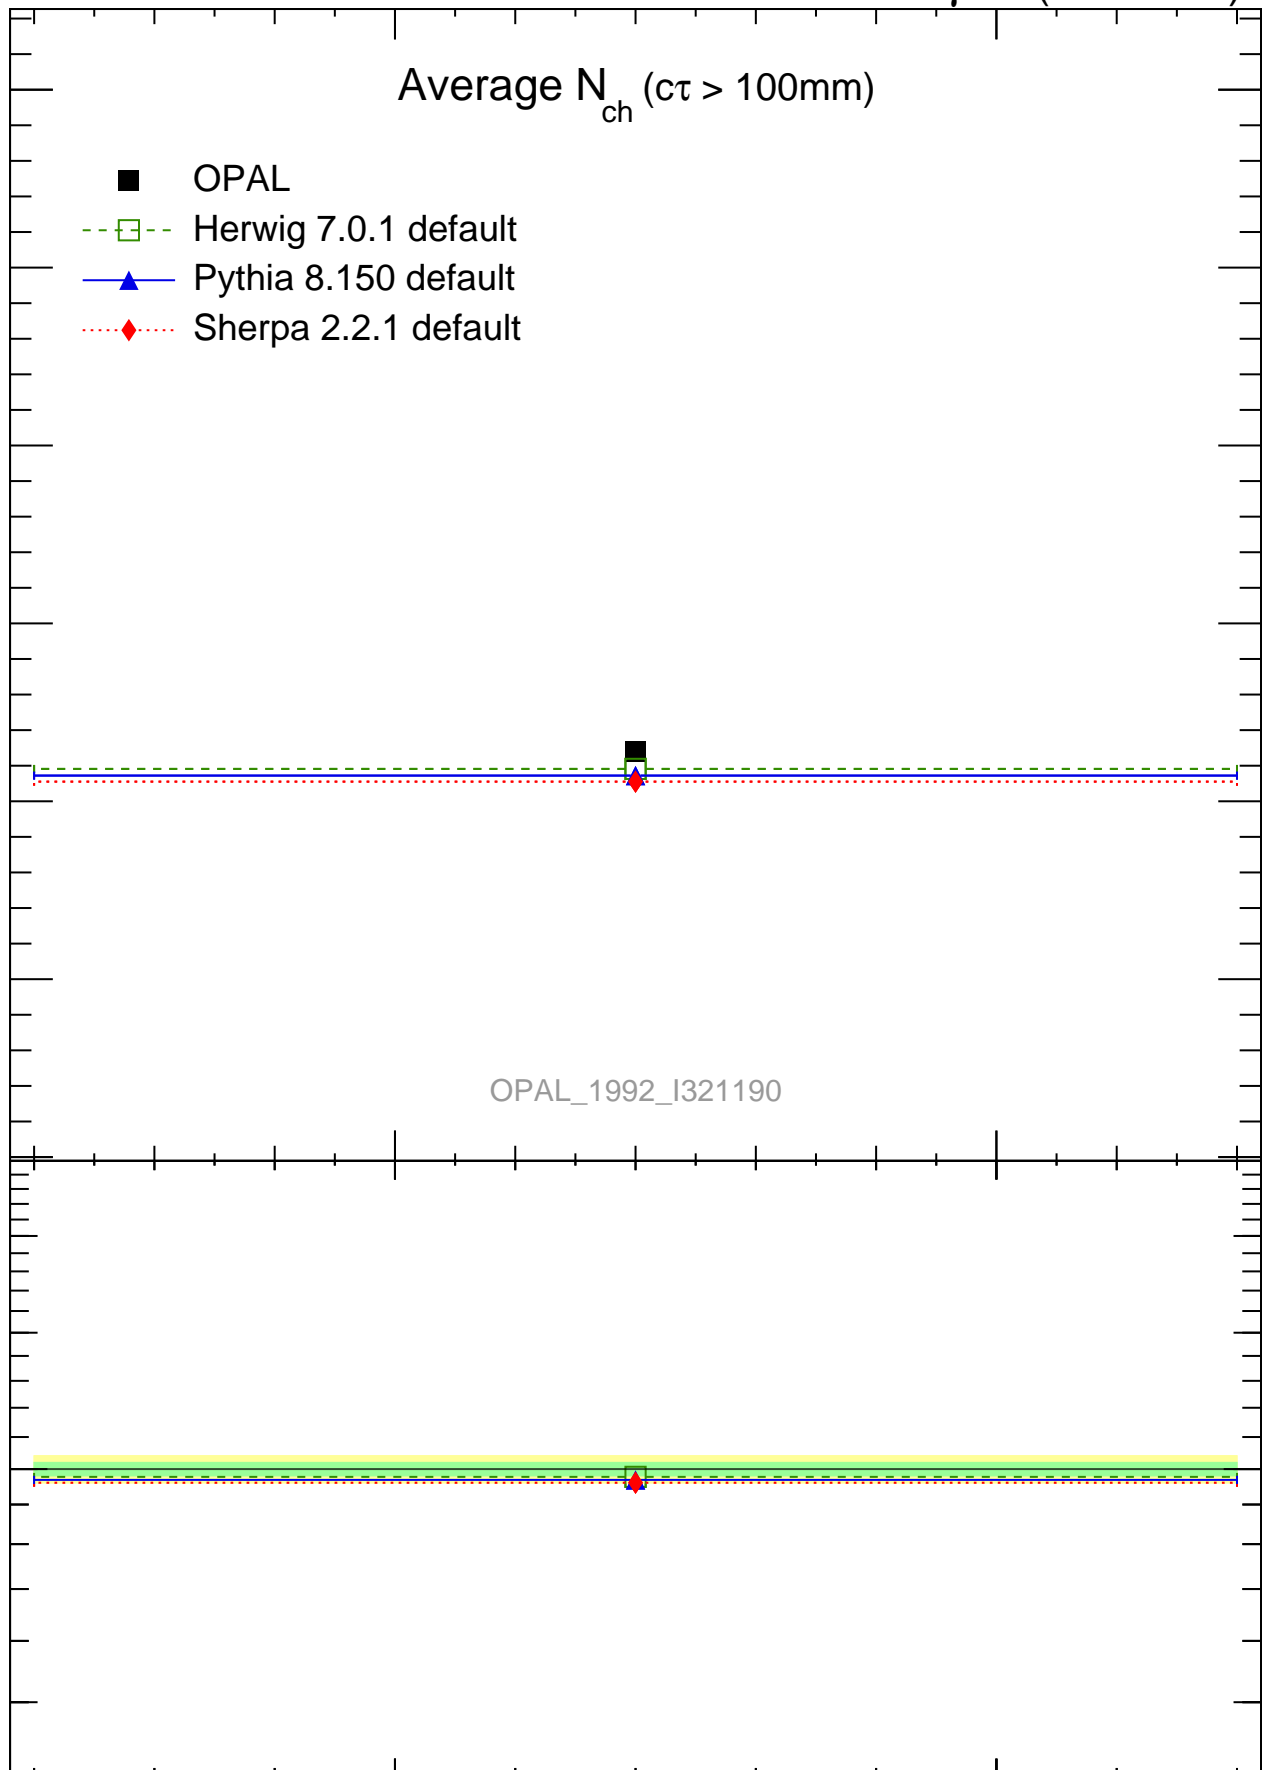 Average N_ch (cτ > 100mm)
OPAL
Herwig 7.0.1 default
Pythia 8.150 default
Sherpa 2.2.1 default
OPAL_1992_I321190